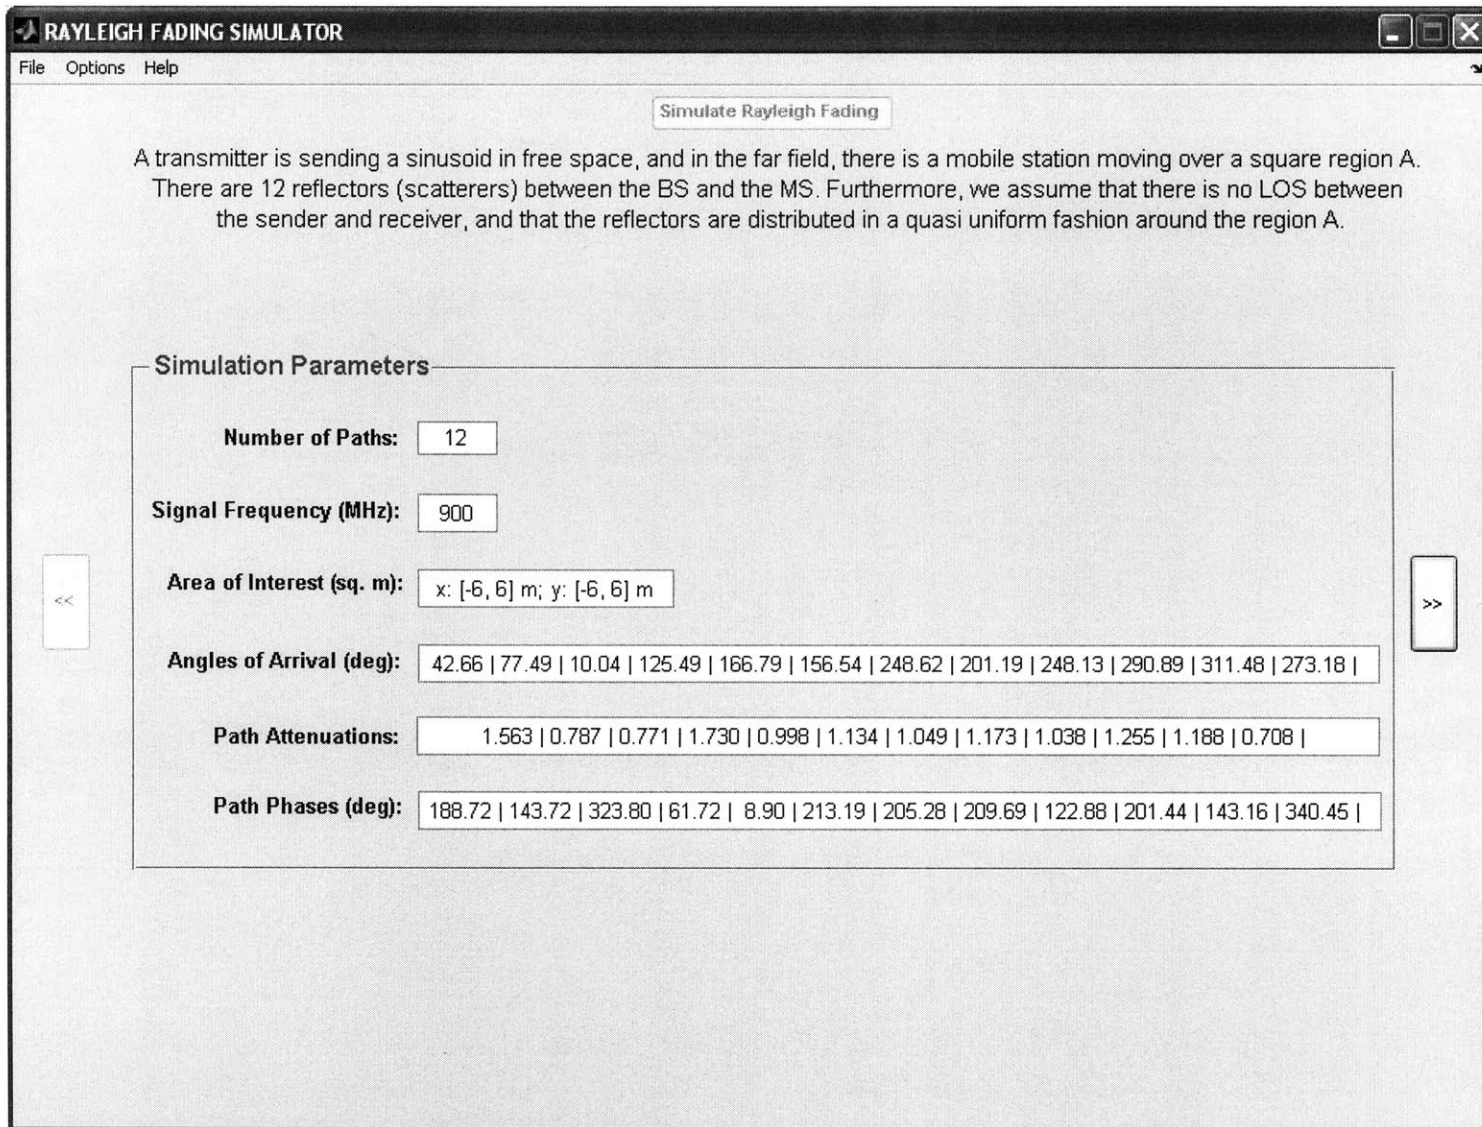 RAYLEIGH FADING SIMULATOR
File Options Help
Simulate Rayleigh Fading
A transmitter is sending a sinusoid in free space, and in the far field, there is a mobile station moving over a square region A.
There are 12 reflectors (scatterers) between the BS and the MS. Furthermore, we assume that there is no LOS between
the sender and receiver, and that the reflectors are distributed in a quasi uniform fashion around the region A.
Simulation Parameters
Number of Paths: 12
Signal Frequency (MHz): 900
Area of Interest (sq. m): x: [-6, 6] m; y: [-6, 6] m
<<
>>
Angles of Arrival (deg): 42.66 | 77.49 | 10.04 | 125.49 | 166.79 | 156.54 | 248.62 | 201.19 | 248.13 | 290.89 | 311.48 | 273.18 |
Path Attenuations: 1.563 | 0.787 | 0.771 | 1.730 | 0.998 | 1.134 | 1.049 | 1.173 | 1.038 | 1.255 | 1.188 | 0.708 |
Path Phases (deg): 188.72 | 143.72 | 323.80 | 61.72 | 8.90 | 213.19 | 205.28 | 209.69 | 122.88 | 201.44 | 143.16 | 340.45 |